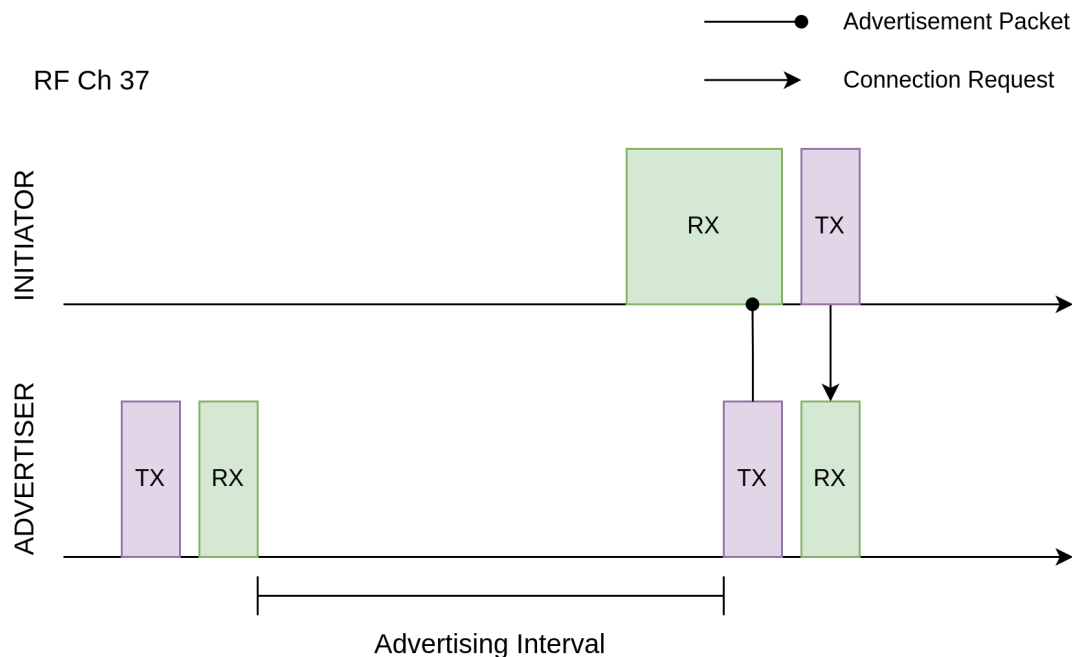 Advertisement Packet
RF Ch 37
Connection Request
INITIATOR
RX
TX
ADVERTISER
TX
RX
TX
RX
Advertising Interval